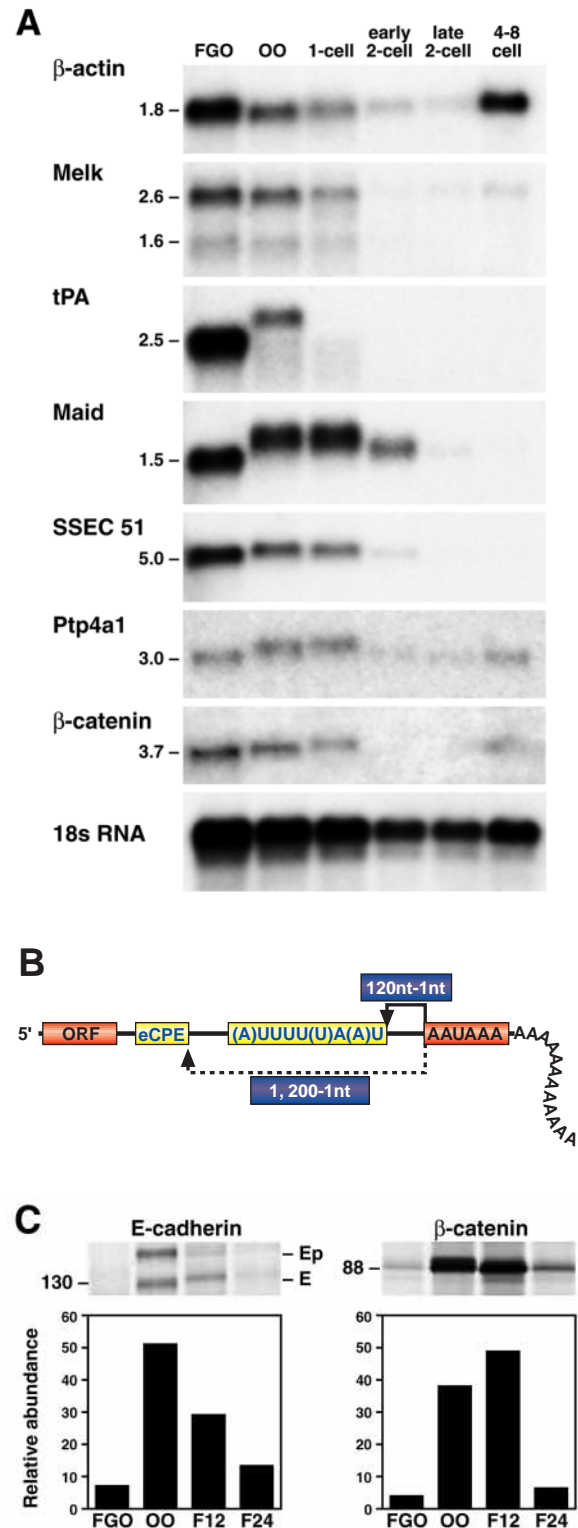 A
FGO OO 1-cell early 2-cell late 2-cell 4-8 cell
β-actin
1.8 –
Melk
2.6 –
1.6 –
tPA
2.5 –
Maid
1.5 –
SSEC 51
5.0 –
Ptp4a1
3.0 –
β-catenin
3.7 –
18s RNA
B
120nt-1nt
5' ORF eCPE (A)UUUU(U)A(A)U AAUAAA AAAAAAAAAAAAA
1, 200-1nt
C
E-cadherin
– Ep
130 – – E
60
50
40
30
20
10
0
Relative abundance
FGO OO F12 F24
β-catenin
88 –
60
50
40
30
20
10
0
FGO OO F12 F24